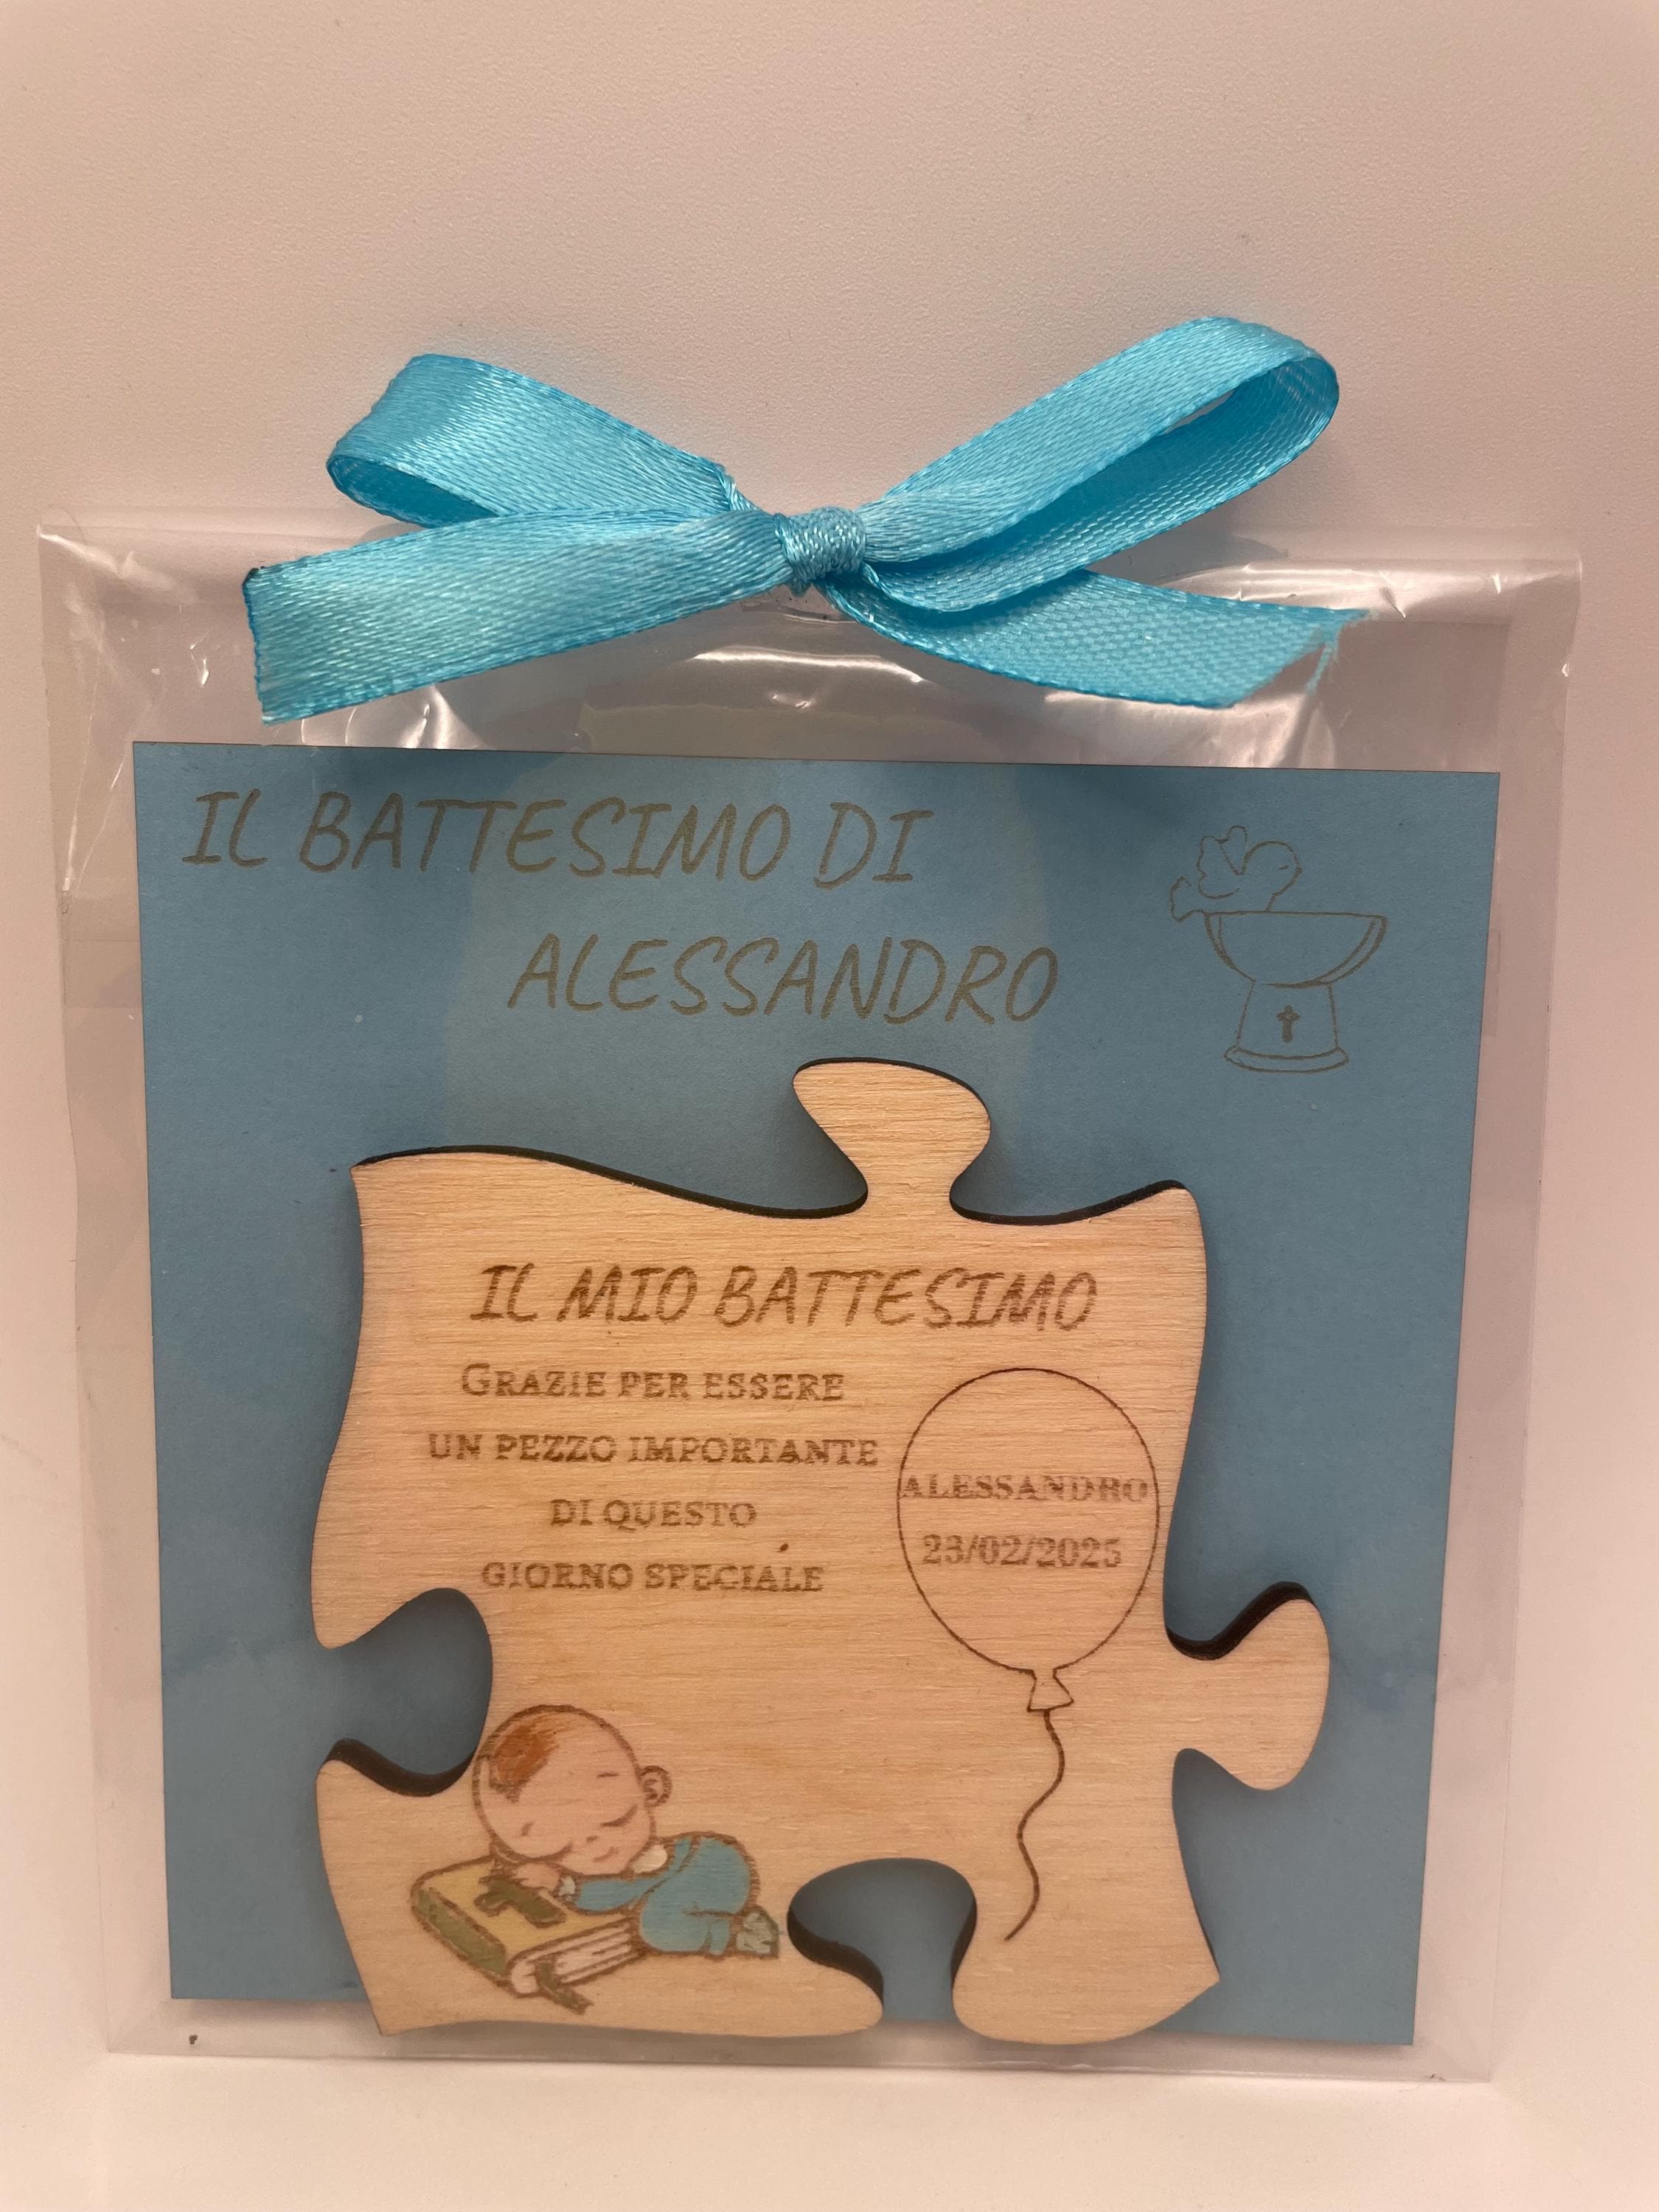 IL BATTESIMO DI
ALESSANDRO
IL MIO BATTESIMO
GRAZIE PER ESSERE
UN PEZZO IMPORTANTE
DI QUESTO
GIORNO SPECIALE
ALESSANDRO
23/02/2025